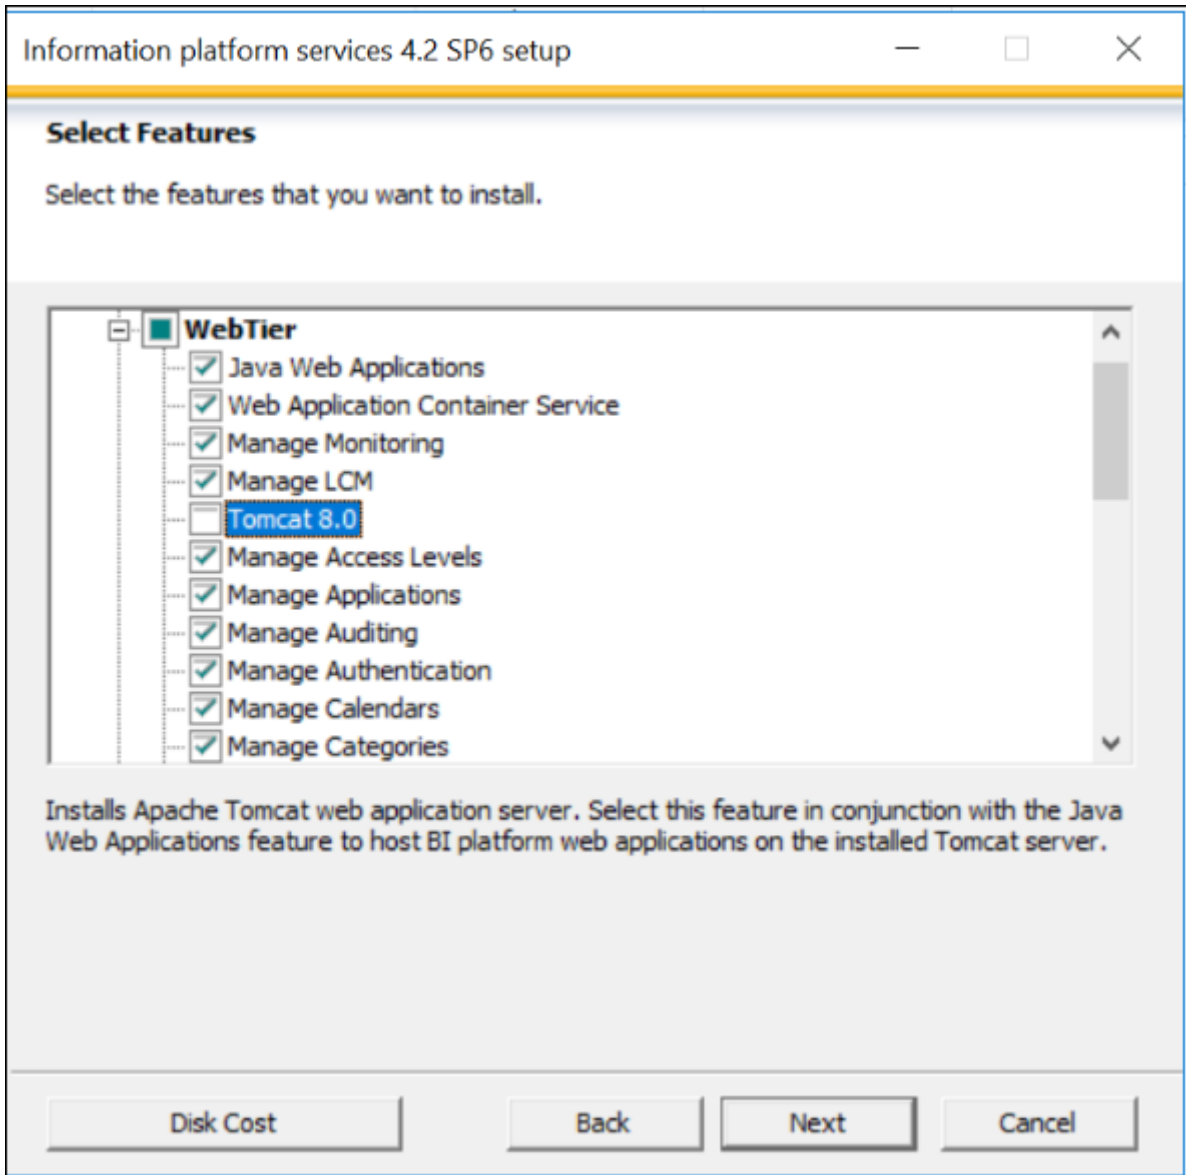 Information platform services 4.2 SP6 setup
Select Features
Select the features that you want to install.
WebTier
Java Web Applications
Web Application Container Service
Manage Monitoring
Manage LCM
Tomcat 8.0
Manage Access Levels
Manage Applications
Manage Auditing
Manage Authentication
Manage Calendars
Manage Categories
Installs Apache Tomcat web application server. Select this feature in conjunction with the Java
Web Applications feature to host BI platform web applications on the installed Tomcat server.
Disk Cost Back Next Cancel